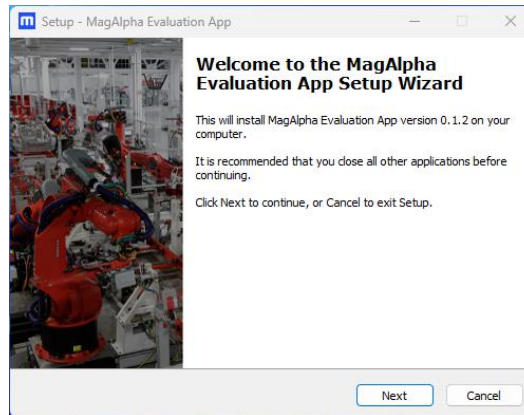 m Setup - MagAlpha Evaluation App
Welcome to the MagAlpha
Evaluation App Setup Wizard
This will install MagAlpha Evaluation App version 0.1.2 on your
computer.
It is recommended that you close all other applications before
continuing.
Click Next to continue, or Cancel to exit Setup.
Next
Cancel